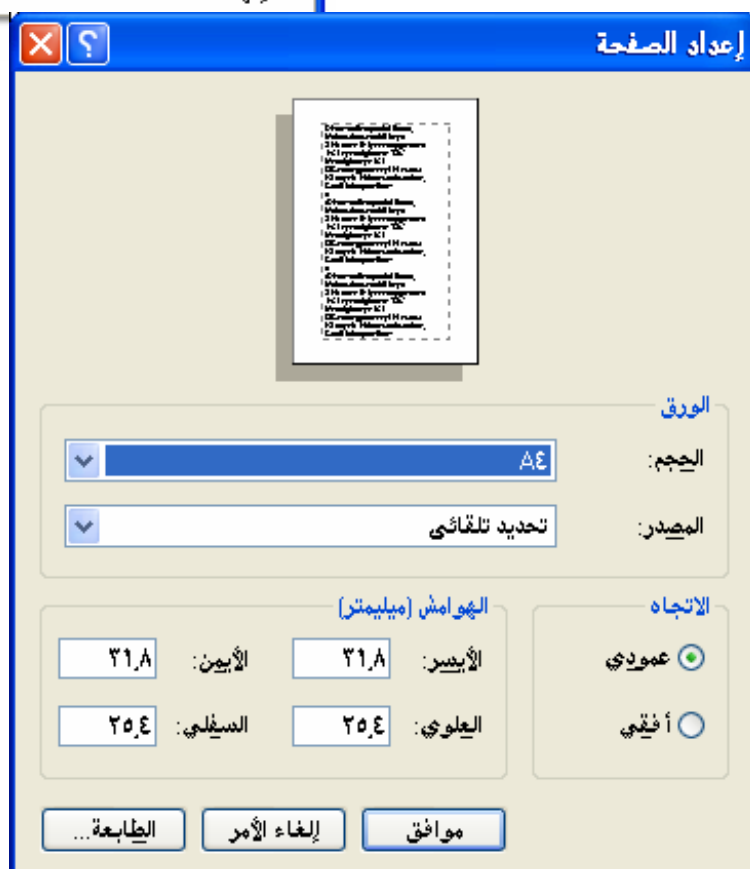 إعداد الصفحة
الورق
الحجم: A٤
المصدر: تحديد تلقائي
الاتجاه
عمودي
أفقي
الهوامش (ميليمتر)
الأيسر: ٣١,٨ الأيمن: ٣١,٨
العلوي: ٢٥,٤ السفلي: ٢٥,٤
موافق إلغاء الأمر الطابعة...